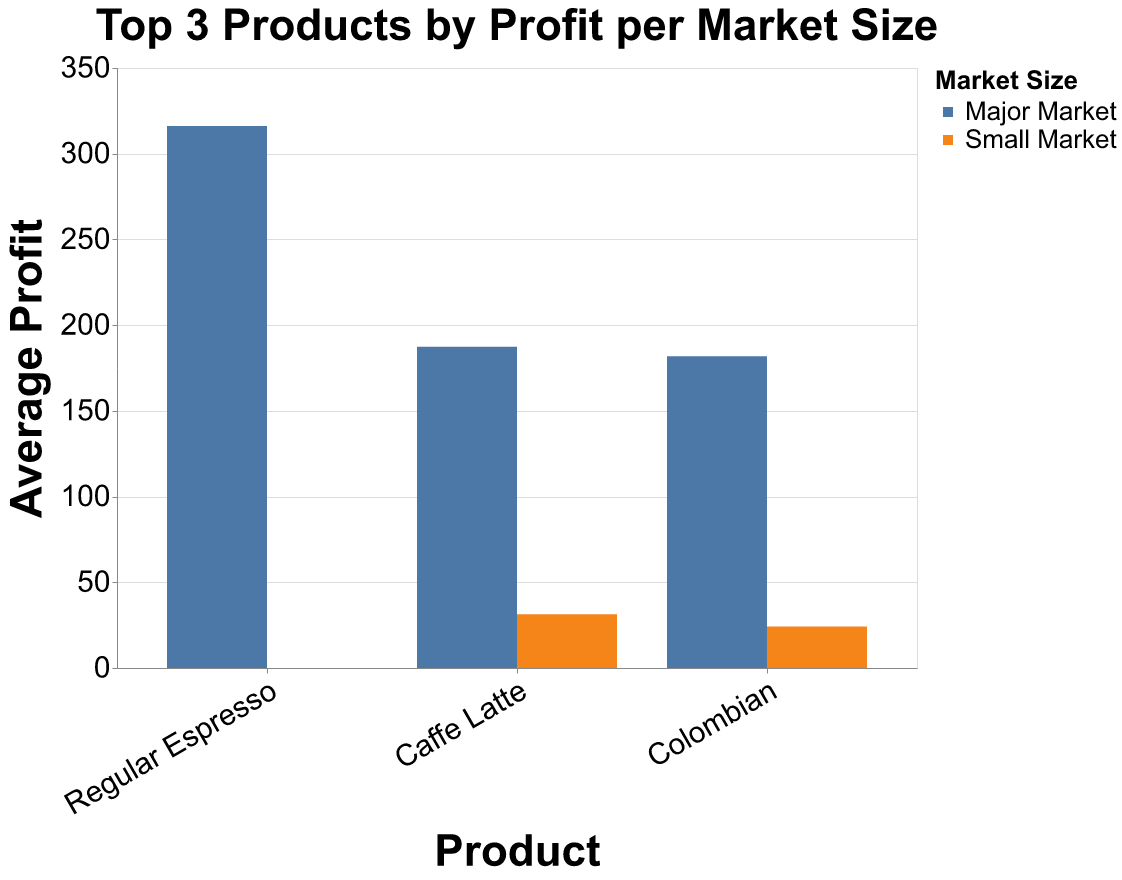 Top 3 Products by Profit per Market Size
Market Size
Major Market
Small Market
Average Profit
350
300
250
200
150
100
50
0
Regular Espresso
Caffe Latte
Colombian
Product